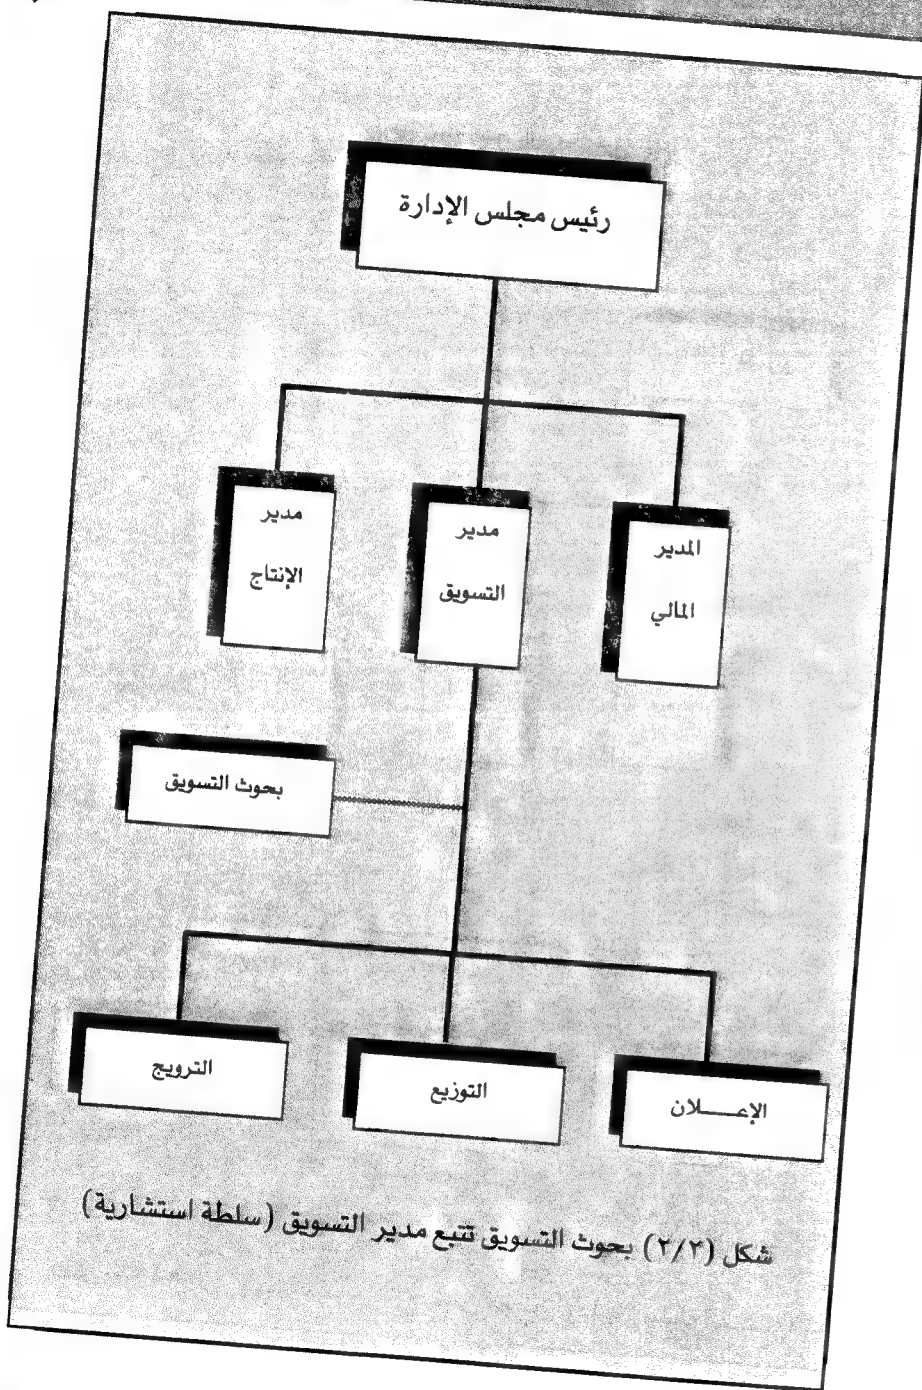 رئيس مجلس الإدارة
المدير
المالي
مدير
التسويق
مدير
الإنتاج
بحوث التسويق
الإعـــــلان
التوزيع
الترويج
شكل (٢/٢) بحوث التسويق تتبع مدير التسويق (سلطة استشارية)